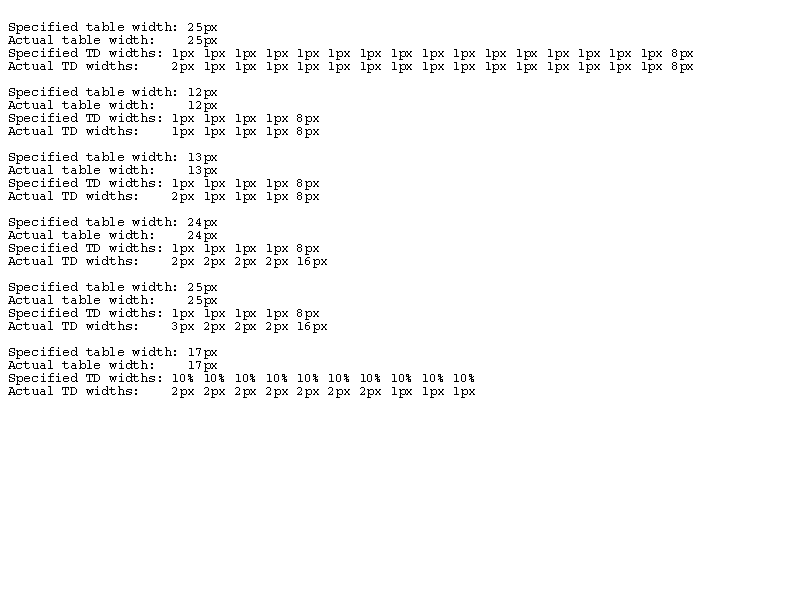 Specified table width: 25px
Actual table width:    25px
Specified TD widths: 1px 1px 1px 1px 1px 1px 1px 1px 1px 1px 1px 1px 1px 1px 1px 1px 8px
Actual TD widths:    2px 1px 1px 1px 1px 1px 1px 1px 1px 1px 1px 1px 1px 1px 1px 1px 8px
Specified table width: 12px
Actual table width:    12px
Specified TD widths: 1px 1px 1px 1px 8px
Actual TD widths:    1px 1px 1px 1px 8px
Specified table width: 13px
Actual table width:    13px
Specified TD widths: 1px 1px 1px 1px 8px
Actual TD widths:    2px 1px 1px 1px 8px
Specified table width: 24px
Actual table width:    24px
Specified TD widths: 1px 1px 1px 1px 8px
Actual TD widths:    2px 2px 2px 2px 16px
Specified table width: 25px
Actual table width:    25px
Specified TD widths: 1px 1px 1px 1px 8px
Actual TD widths:    3px 2px 2px 2px 16px
Specified table width: 17px
Actual table width:    17px
Specified TD widths: 10% 10% 10% 10% 10% 10% 10% 10% 10% 10%
Actual TD widths:    2px 2px 2px 2px 2px 2px 2px 1px 1px 1px